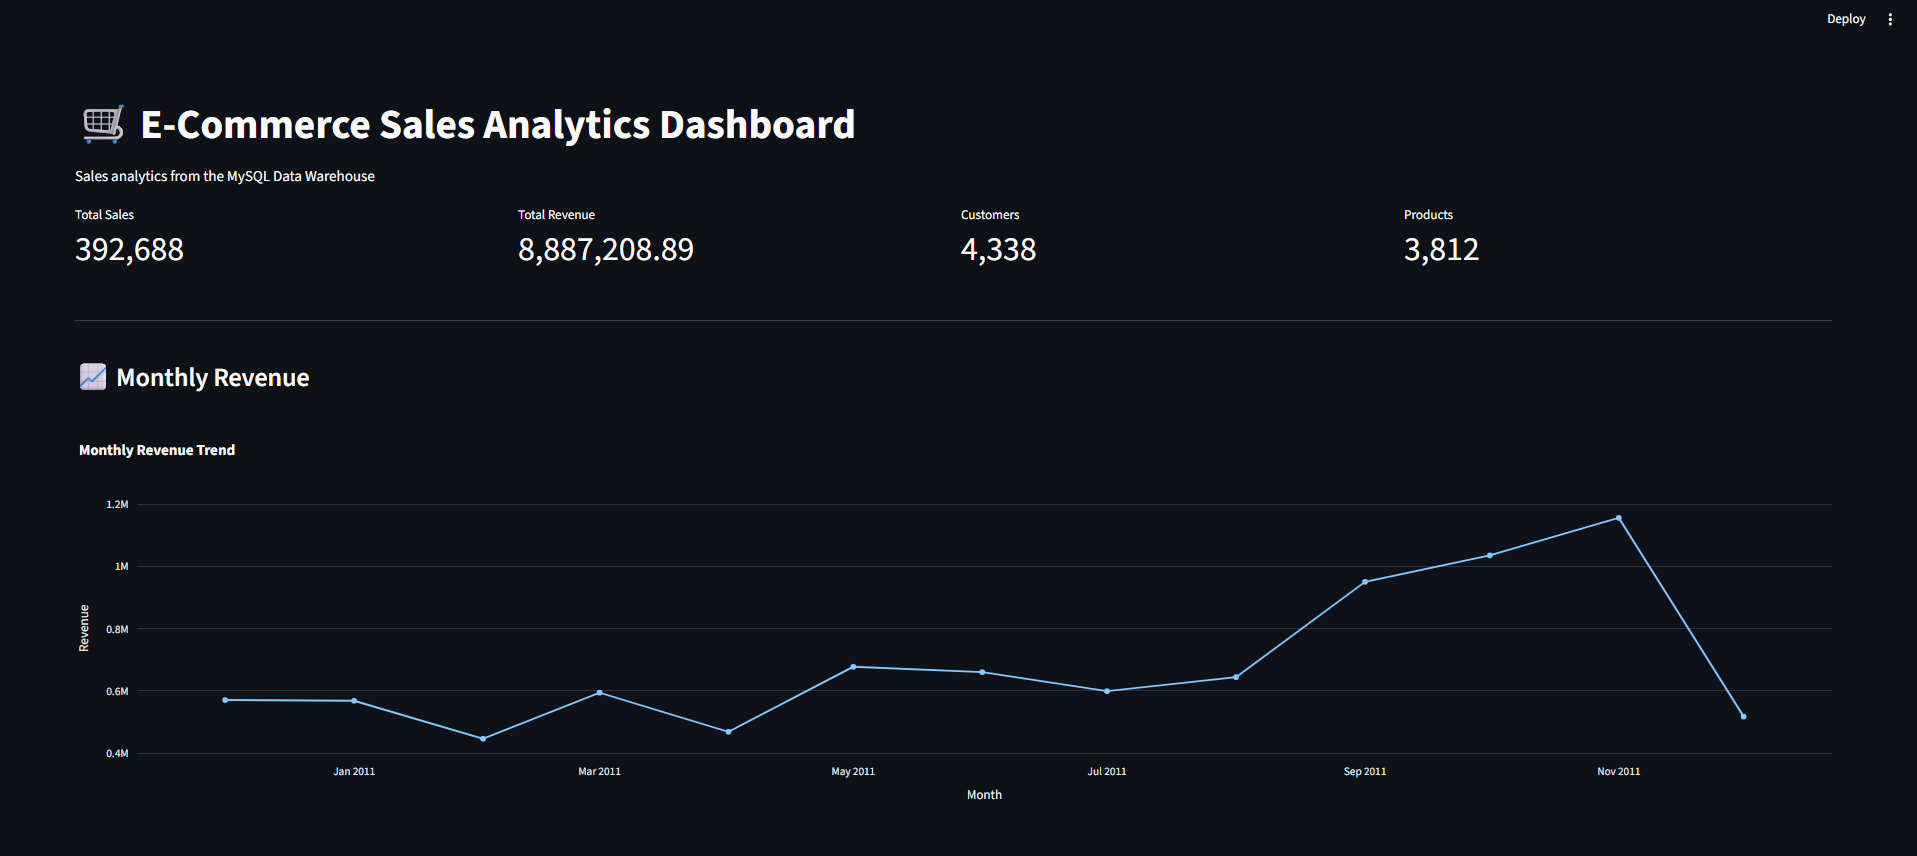 Deploy
E-Commerce Sales Analytics Dashboard
Sales analytics from the MySQL Data Warehouse
Total Sales
392,688
Total Revenue
8,887,208.89
Customers
4,338
Products
3,812
Monthly Revenue
Monthly Revenue Trend
1.2M
1M
0.8M
0.6M
0.4M
Revenue
Jan 2011
Mar 2011
May 2011
Jul 2011
Sep 2011
Nov 2011
Month